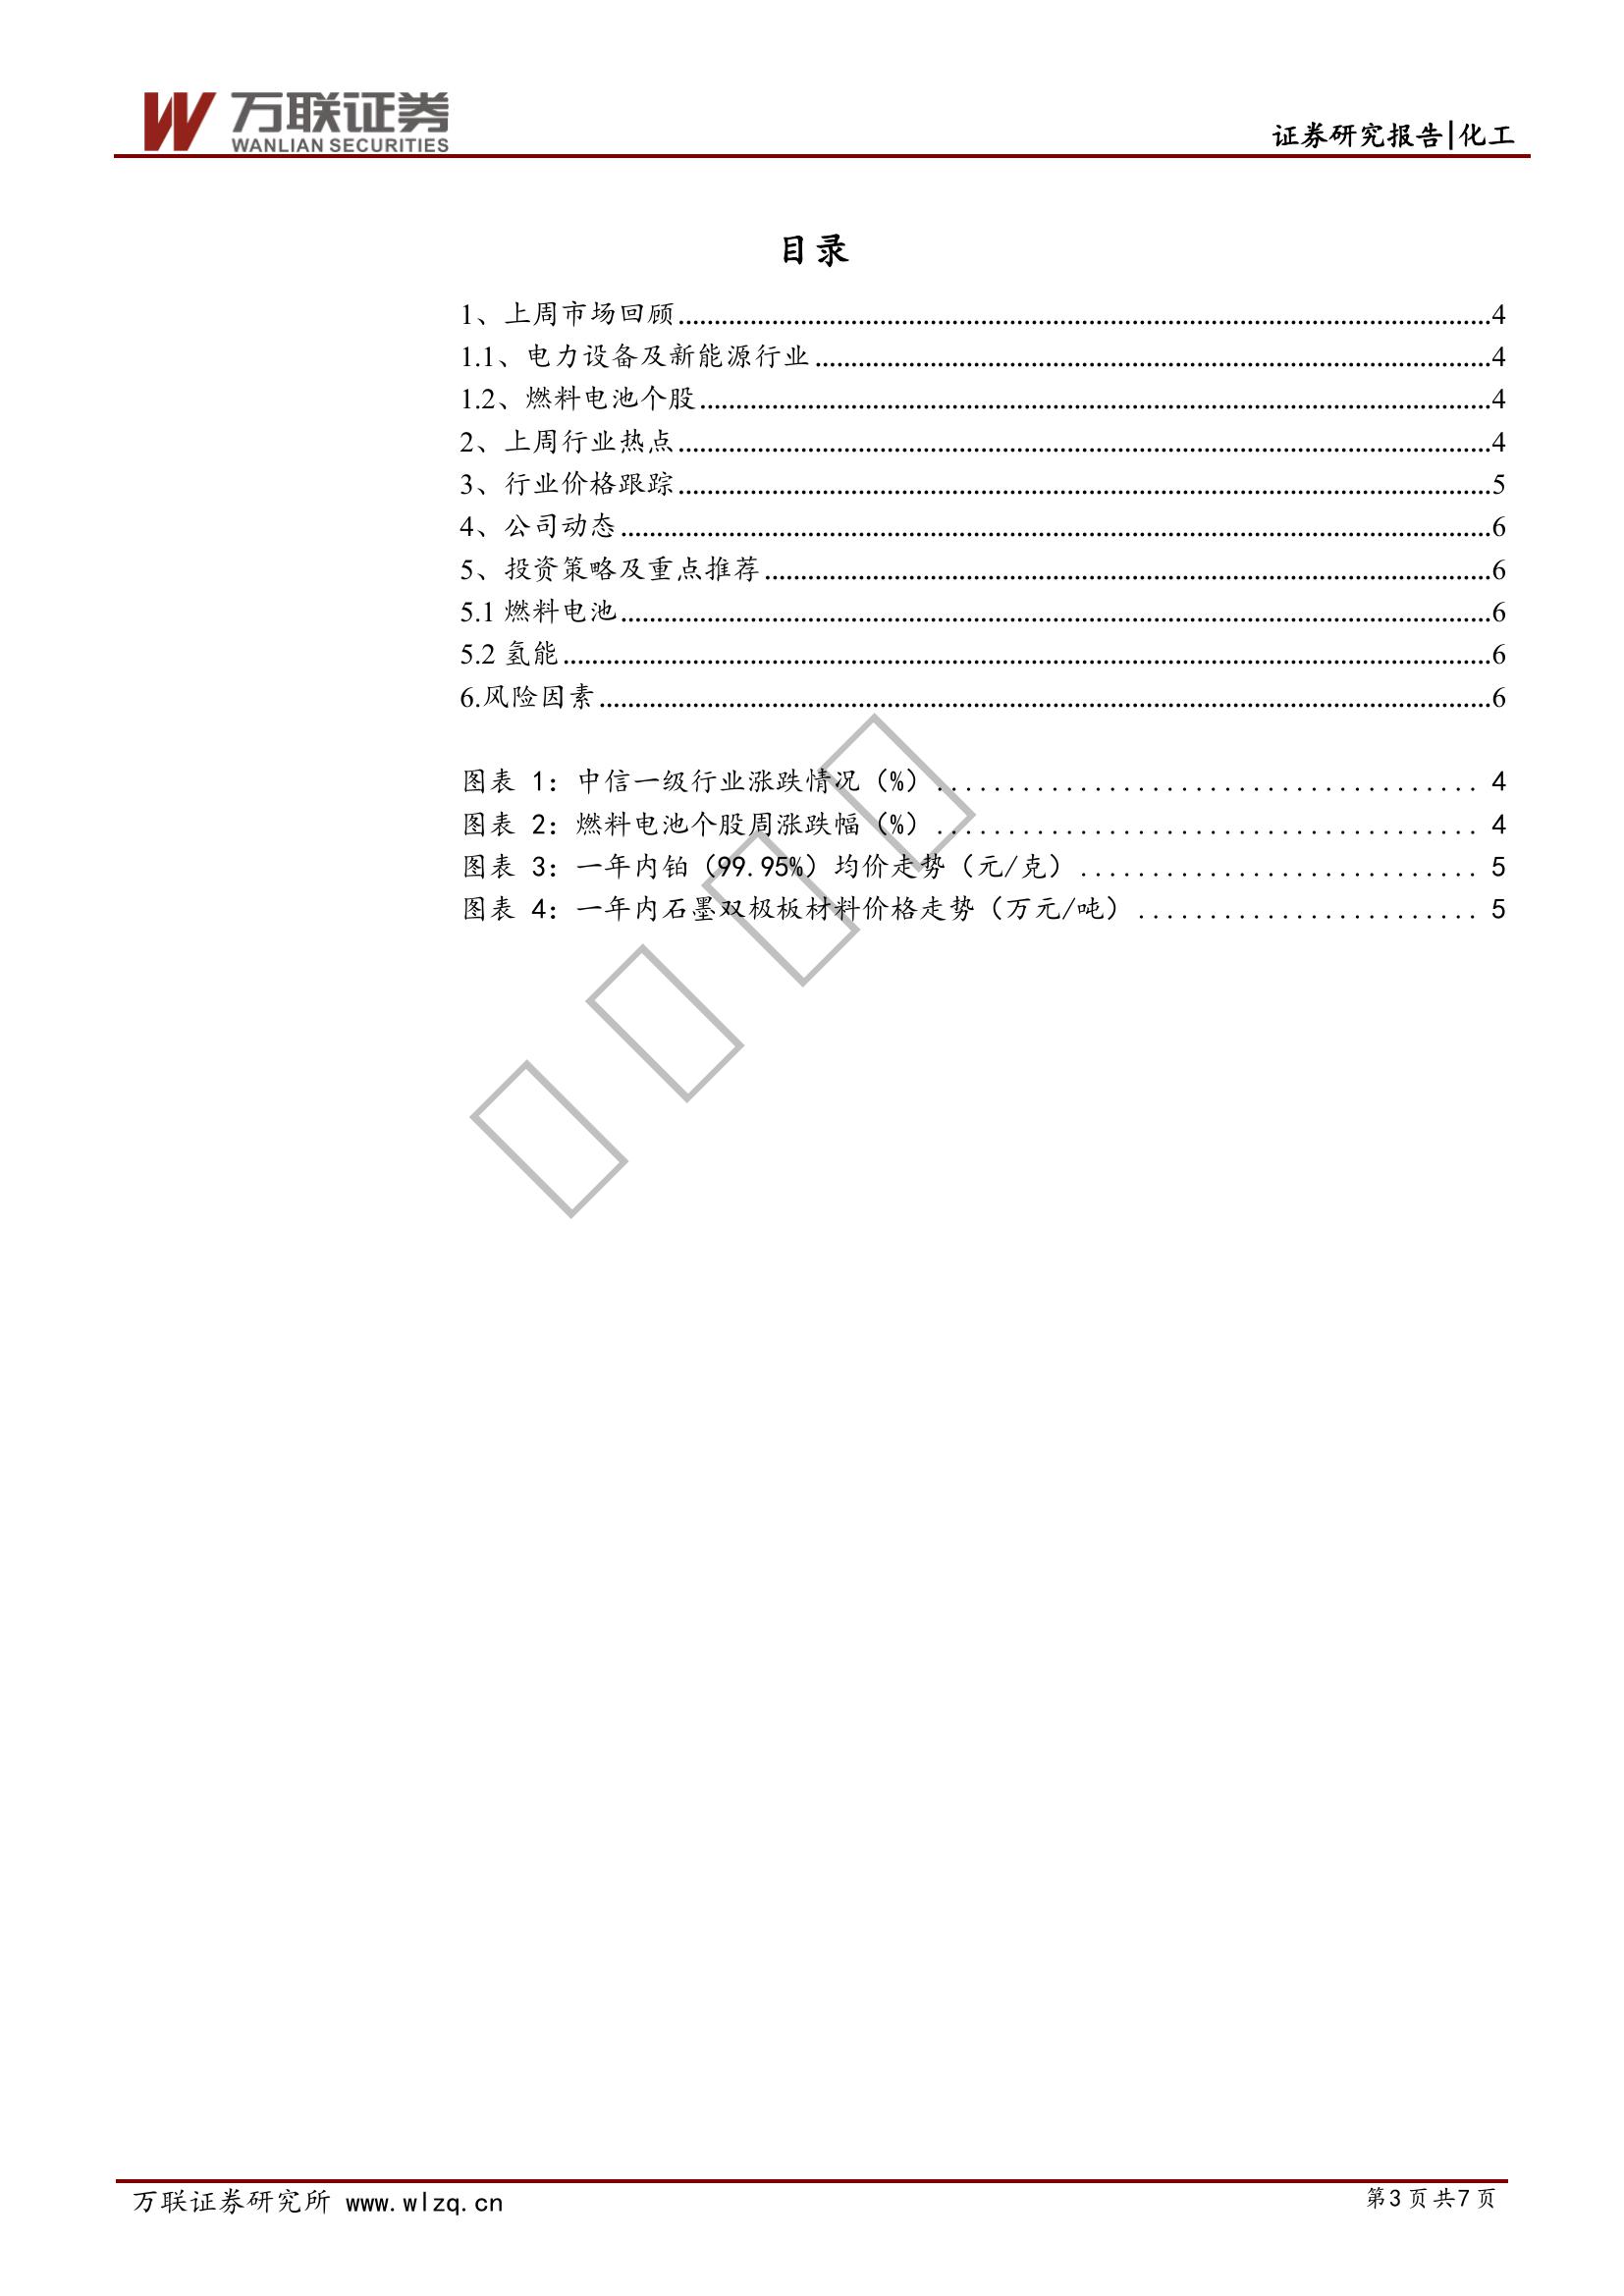 万联证券
WANLIAN SECURITIES
证券研究报告|化工
目录
1、上周市场回顾........................................4
1.1、电力设备及新能源行业........................................4
1.2、燃料电池个股........................................4
2、上周行业热点........................................4
3、行业价格跟踪........................................5
4、公司动态........................................6
5、投资策略及重点推荐........................................6
5.1 燃料电池........................................6
5.2 氢能........................................6
6.风险因素........................................6
图表 1：中信一级行业涨跌情况（%）........................................ 4
图表 2：燃料电池个股周涨跌幅（%）........................................ 4
图表 3：一年内铂（99.95%）均价走势（元/克）............................ 5
图表 4：一年内石墨双极板材料价格走势（万元/吨）........................ 5
万联证券研究所 www.wlzq.cn
第3页共7页